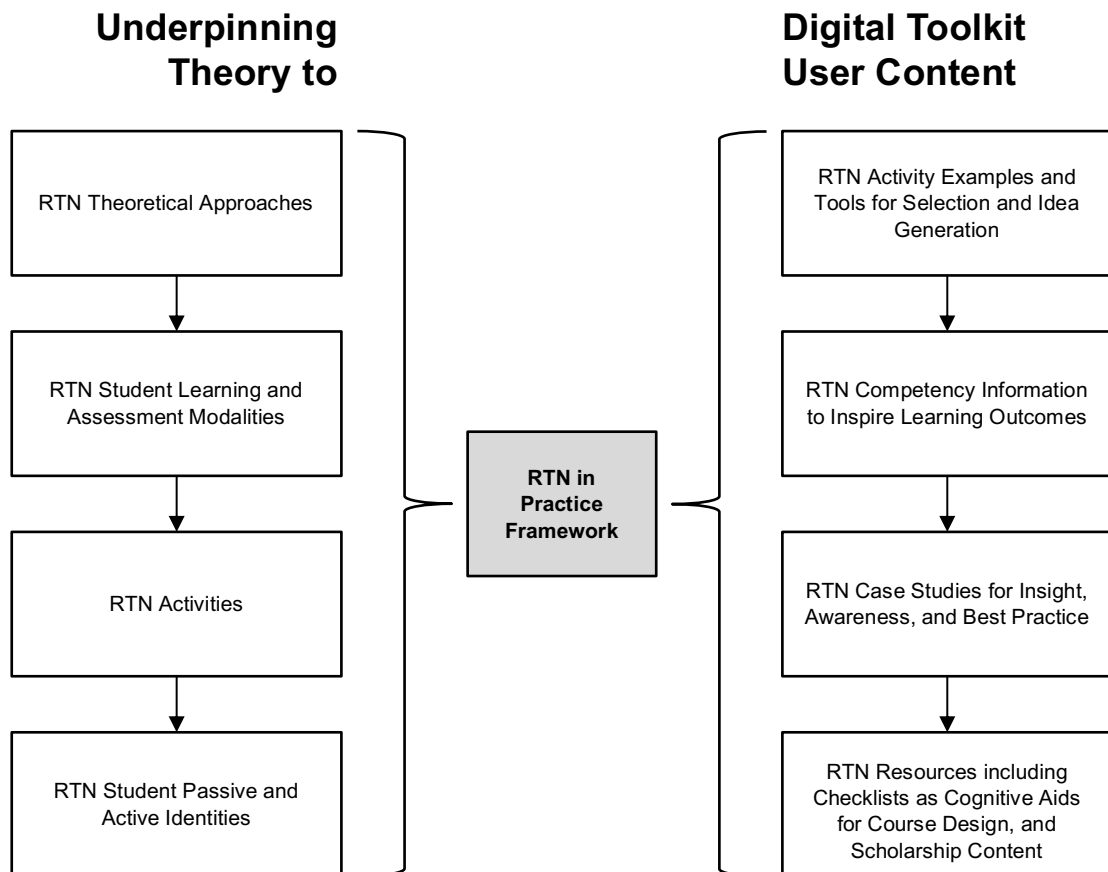 Underpinning
Theory to
Digital Toolkit
User Content
RTN Theoretical Approaches
RTN Student Learning and
Assessment Modalities
RTN Activities
RTN Student Passive and
Active Identities
RTN in
Practice
Framework
RTN Activity Examples and
Tools for Selection and Idea
Generation
RTN Competency Information
to Inspire Learning Outcomes
RTN Case Studies for Insight,
Awareness, and Best Practice
RTN Resources including
Checklists as Cognitive Aids
for Course Design, and
Scholarship Content